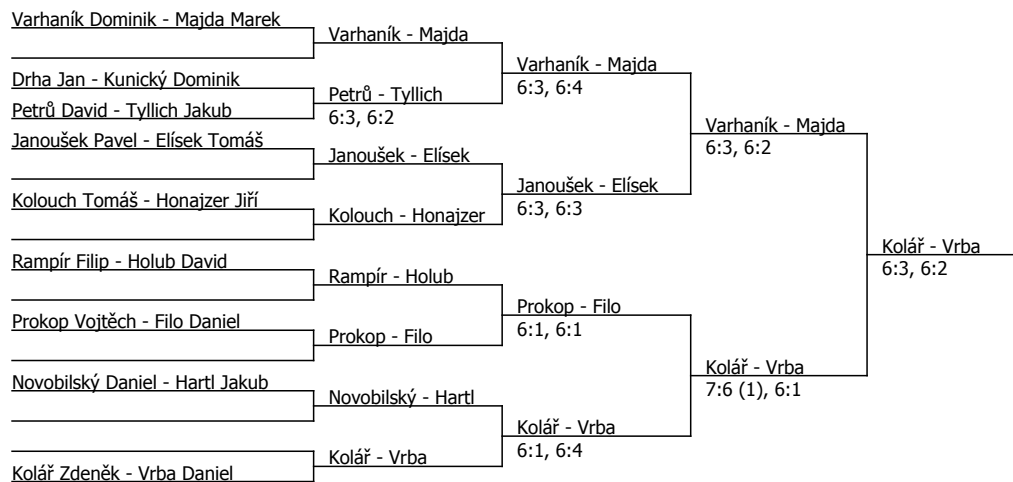 Varhaník Dominik - Majda Marek
Drha Jan - Kunický Dominik
Petrů David - Tyllich Jakub
Janoušek Pavel - Elísek Tomáš
Kolouch Tomáš - Honajzer Jiří
Rampír Filip - Holub David
Prokop Vojtěch - Filo Daniel
Novobilský Daniel - Hartl Jakub
Kolář Zdeněk - Vrba Daniel
Varhaník - Majda
Petrů - Tyllich
6:3, 6:2
Janoušek - Elísek
Kolouch - Honajzer
Rampír - Holub
Prokop - Filo
Novobilský - Hartl
Kolář - Vrba
Varhaník - Majda
6:3, 6:4
Janoušek - Elísek
6:3, 6:3
Prokop - Filo
6:1, 6:1
Kolář - Vrba
6:1, 6:4
Varhaník - Majda
6:3, 6:2
Kolář - Vrba
7:6 (1), 6:1
Kolář - Vrba
6:3, 6:2